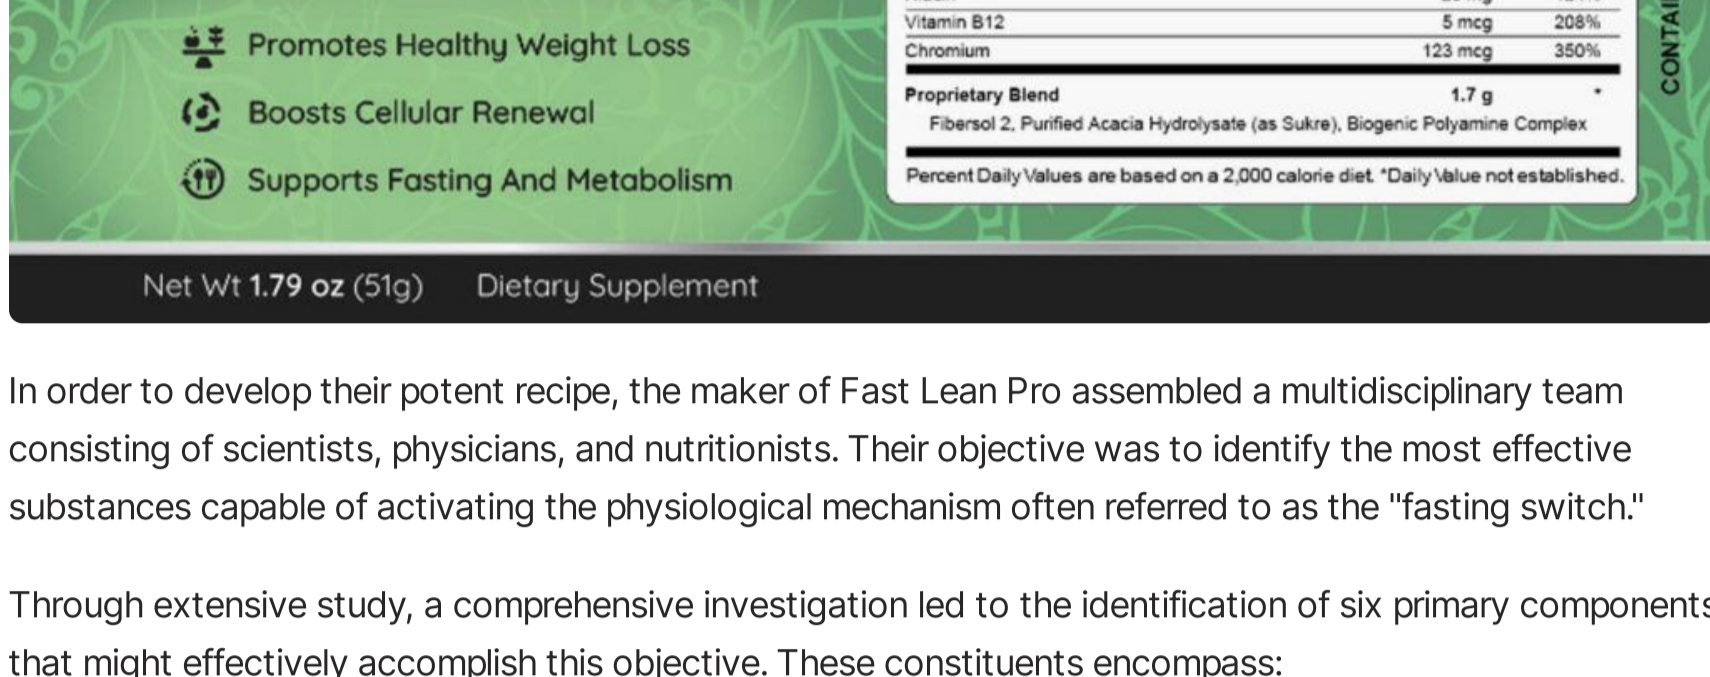 Promotes Healthy Weight Loss
Boosts Cellular Renewal
Supports Fasting And Metabolism
Vitamin B12 5 mcg 208%
Chromium 123 mcg 350%
Proprietary Blend 1.7 g *
Fibersol 2, Purified Acacia Hydrolysate (as Sukre), Biogenic Polyamine Complex
Percent Daily Values are based on a 2,000 calorie diet. *Daily Value not established.
Net Wt 1.79 oz (51g) Dietary Supplement
In order to develop their potent recipe, the maker of Fast Lean Pro assembled a multidisciplinary team
consisting of scientists, physicians, and nutritionists. Their objective was to identify the most effective
substances capable of activating the physiological mechanism often referred to as the "fasting switch."
Through extensive study, a comprehensive investigation led to the identification of six primary components
that might effectively accomplish this objective. These constituents encompass: